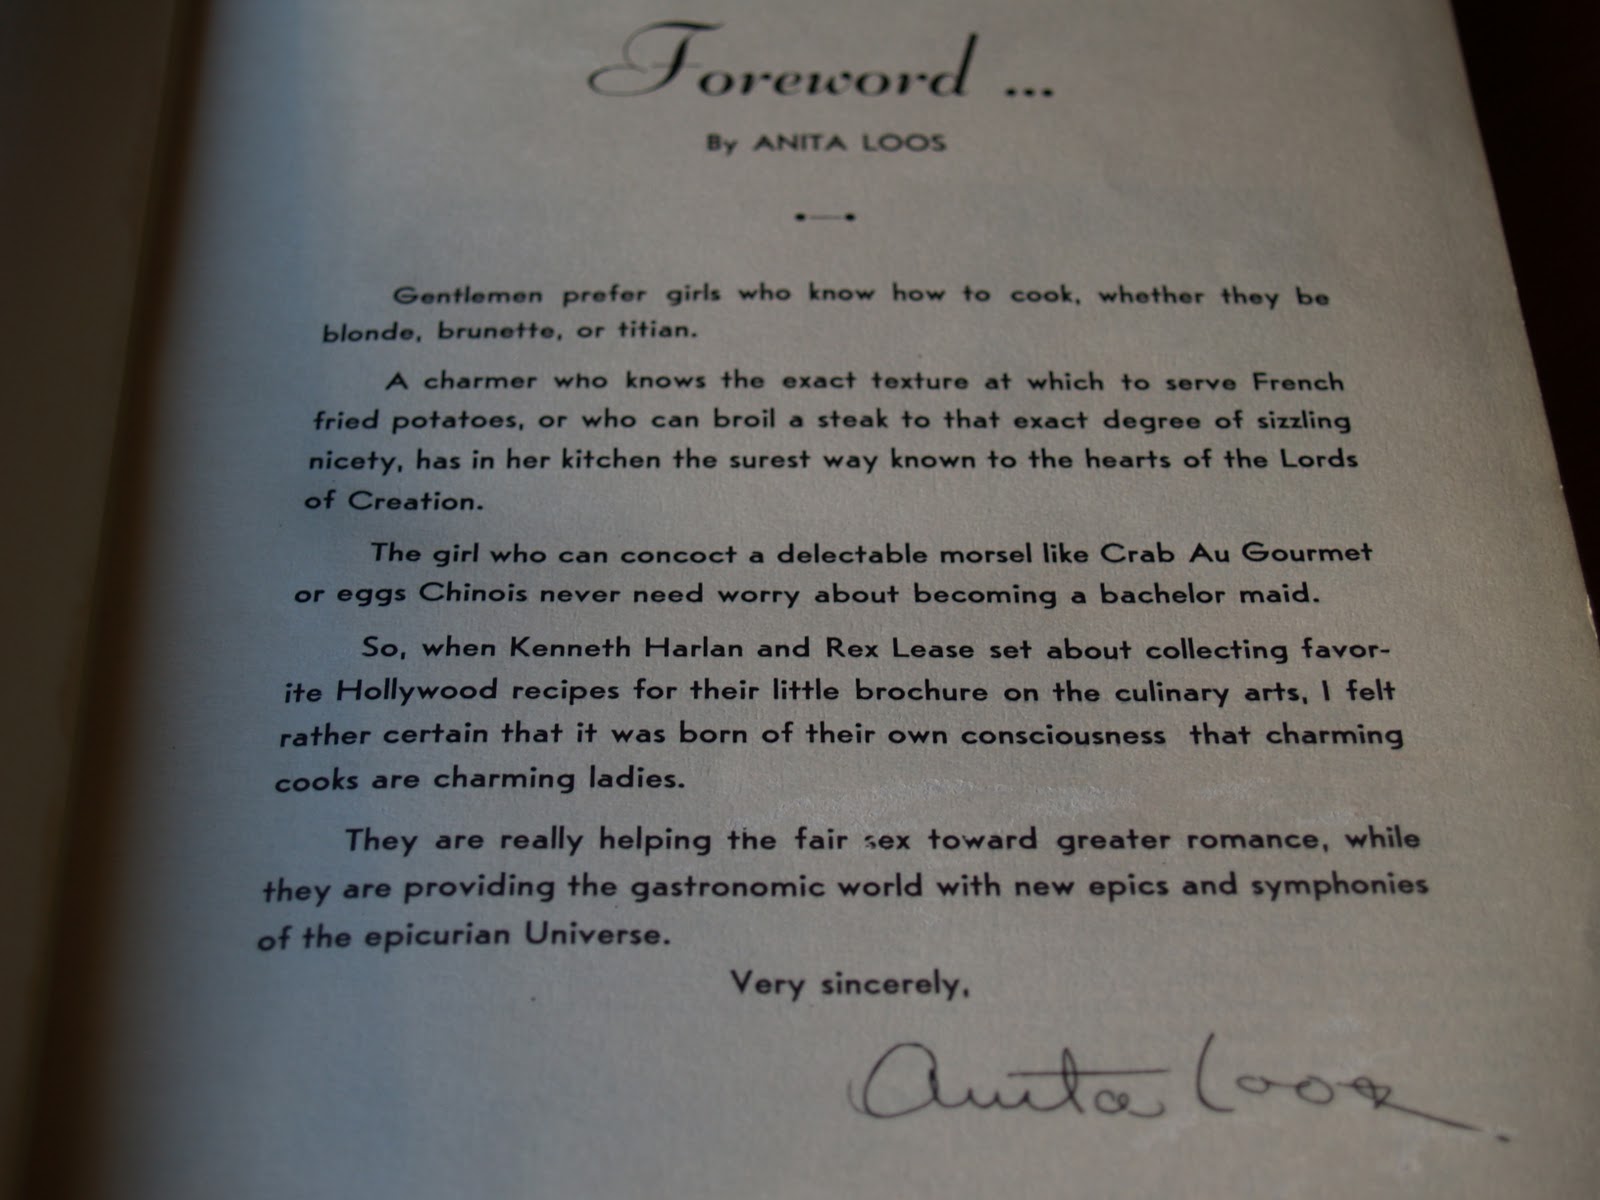 Foreword ...
By ANITA LOOS
Gentlemen prefer girls who know how to cook, whether they be
blonde, brunette, or titian.
A charmer who knows the exact texture at which to serve French
fried potatoes, or who can broil a steak to that exact degree of sizzling
nicety, has in her kitchen the surest way known to the hearts of the Lords
of Creation.
The girl who can concoct a delectable morsel like Crab Au Gourmet
or eggs Chinois never need worry about becoming a bachelor maid.
So, when Kenneth Harlan and Rex Lease set about collecting favor-
ite Hollywood recipes for their little brochure on the culinary arts, I felt
rather certain that it was born of their own consciousness that charming
cooks are charming ladies.
They are really helping the fair sex toward greater romance, while
they are providing the gastronomic world with new epics and symphonies
of the epicurian Universe.
Very sincerely,
Anita Loos.